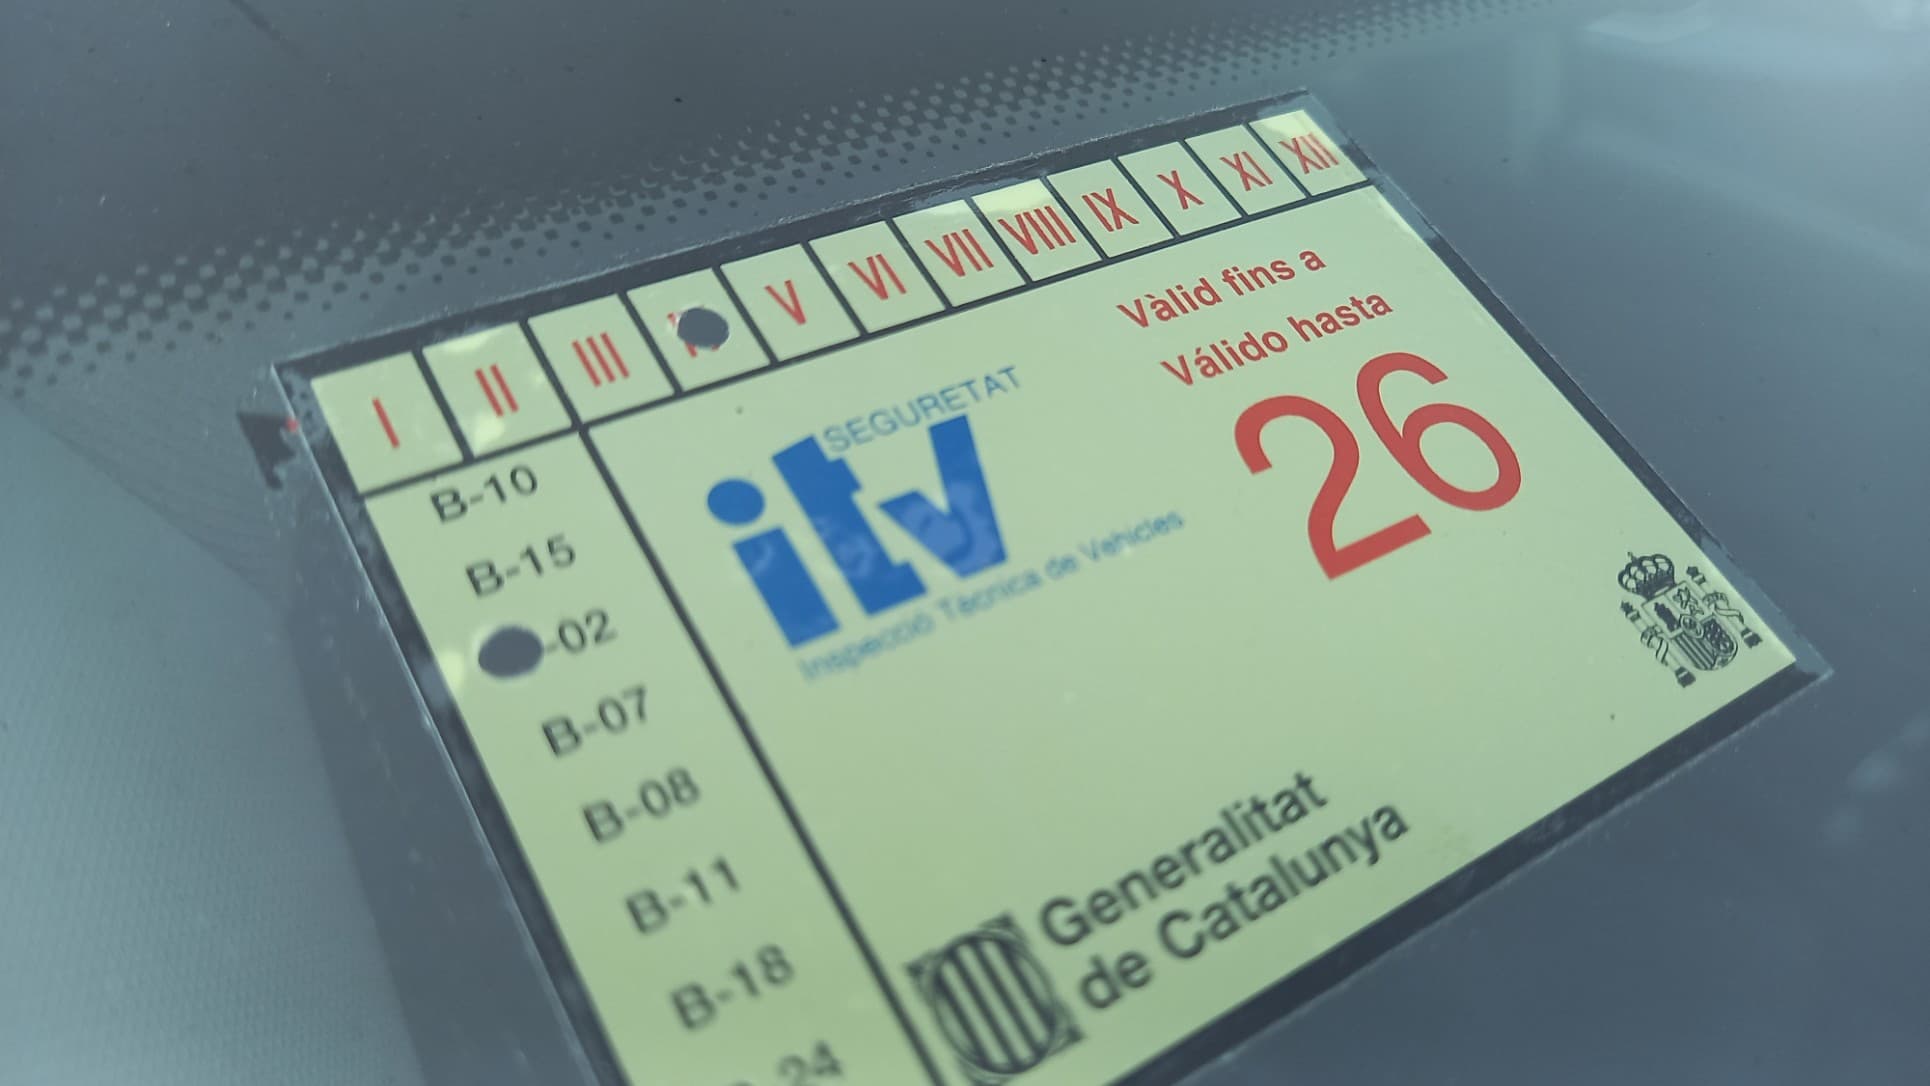 I II III V VI VII VIII IX X XI XII
Vàlid fins a
Válido hasta
26
SEGURETAT
itv
Inspecció Tècnica de Vehicles
B-10
B-15
-02
B-07
B-08
B-11
B-18
-24
Generalitat
de Catalunya